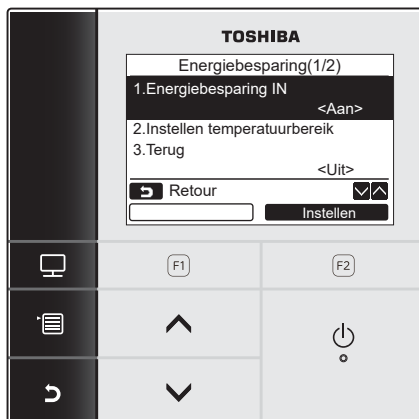 TOSHIBA
Energiebesparing(1/2)
1.Energiebesparing IN
<Aan>
2.Instellen temperatuurbereik
3.Terug
<Uit>
Retour
Instellen
F1
F2